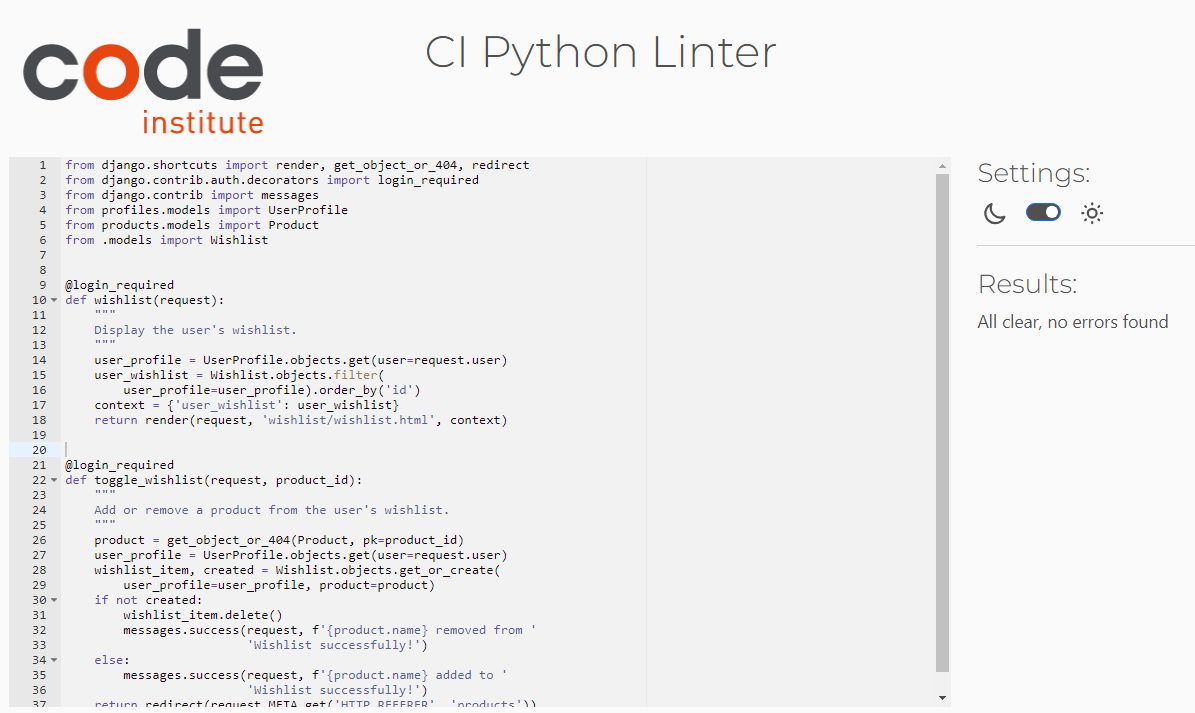 code
institute
CI Python Linter
1 from django.shortcuts import render, get_object_or_404, redirect
2 from django.contrib.auth.decorators import login_required
3 from django.contrib import messages
4 from profiles.models import UserProfile
5 from products.models import Product
6 from .models import Wishlist
7
8
9 @login_required
10 def wishlist(request):
11     """
12     Display the user's wishlist.
13     """
14     user_profile = UserProfile.objects.get(user=request.user)
15     user_wishlist = Wishlist.objects.filter(
16         user_profile=user_profile).order_by('id')
17     context = {'user_wishlist': user_wishlist}
18     return render(request, 'wishlist/wishlist.html', context)
19
20
21 @login_required
22 def toggle_wishlist(request, product_id):
23     """
24     Add or remove a product from the user's wishlist.
25     """
26     product = get_object_or_404(Product, pk=product_id)
27     user_profile = UserProfile.objects.get(user=request.user)
28     wishlist_item, created = Wishlist.objects.get_or_create(
29         user_profile=user_profile, product=product)
30     if not created:
31         wishlist_item.delete()
32         messages.success(request, f'{product.name} removed from '
33                          'Wishlist successfully!')
34     else:
35         messages.success(request, f'{product.name} added to '
36                          'Wishlist successfully!')
37     return redirect(request.META.get('HTTP_REFERER', 'products'))
Settings:
Results:
All clear, no errors found